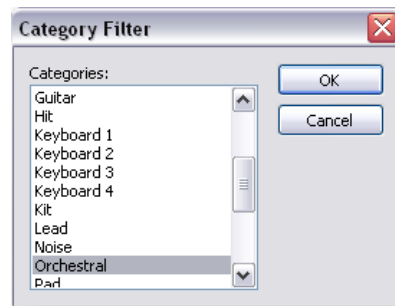 Category Filter
Categories:
Guitar
Hit
Keyboard 1
Keyboard 2
Keyboard 3
Keyboard 4
Kit
Lead
Noise
Orchestral
Pad
OK
Cancel